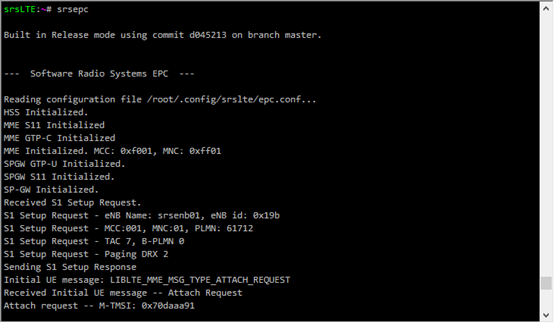 srsLTE:~# srsepc
Built in Release mode using commit d045213 on branch master.
--- Software Radio Systems EPC ---
Reading configuration file /root/.config/srslte/epc.conf...
HSS Initialized.
MME S11 Initialized
MME GTP-C Initialized
MME Initialized. MCC: 0xf001, MNC: 0xff01
SPGW GTP-U Initialized.
SPGW S11 Initialized.
SP-GW Initialized.
Received S1 Setup Request.
S1 Setup Request - eNB Name: srsenb01, eNB id: 0x19b
S1 Setup Request - MCC:001, MNC:01, PLMN: 61712
S1 Setup Request - TAC 7, B-PLMN 0
S1 Setup Request - Paging DRX 2
Sending S1 Setup Response
Initial UE message: LIBLTE_MME_MSG_TYPE_ATTACH_REQUEST
Received Initial UE message -- Attach Request
Attach request -- M-TMSI: 0x70daaa91